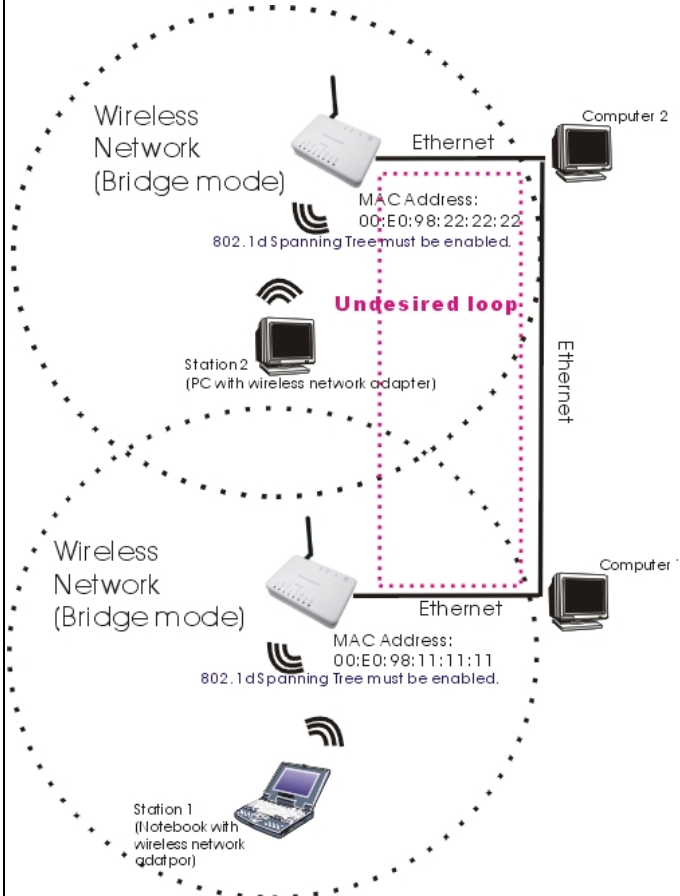 Wireless
Network
(Bridge mode)
Ethernet
Computer 2
MAC Address:
00:E0:98:22:22:22
802.1d Spanning Tree must be enabled.
Undesired loop
Station 2
(PC with wireless network adapter)
Ethernet
Wireless
Network
(Bridge mode)
Computer 1
Ethernet
MAC Address:
00:E0:98:11:11:11
802.1d Spanning Tree must be enabled.
Station 1
(Notebook with
wireless network
adatpor)